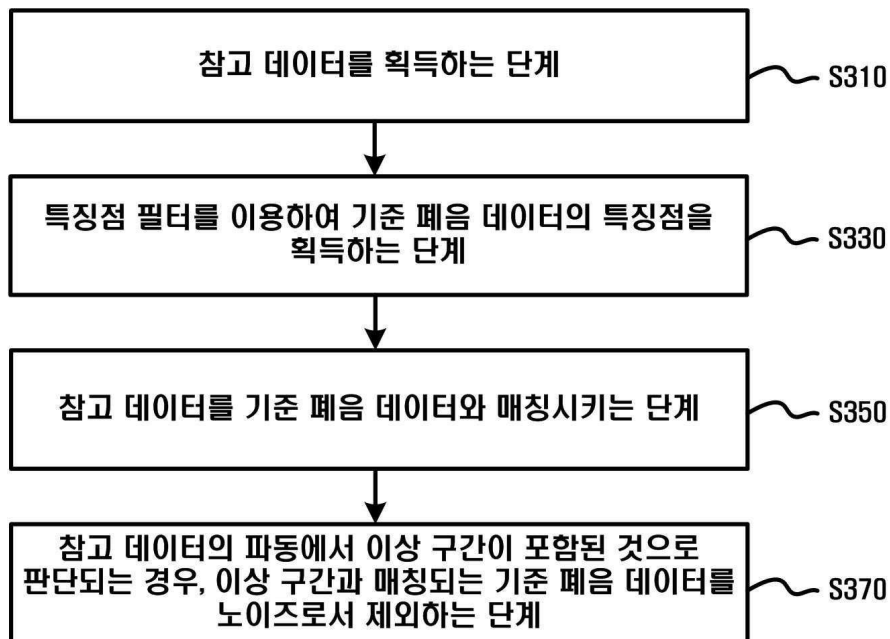 참고 데이터를 획득하는 단계
S310
특징점 필터를 이용하여 기준 폐음 데이터의 특징점을
획득하는 단계
S330
참고 데이터를 기준 폐음 데이터와 매칭시키는 단계
S350
참고 데이터의 파동에서 이상 구간이 포함된 것으로
판단되는 경우, 이상 구간과 매칭되는 기준 폐음 데이터를
노이즈로서 제외하는 단계
S370